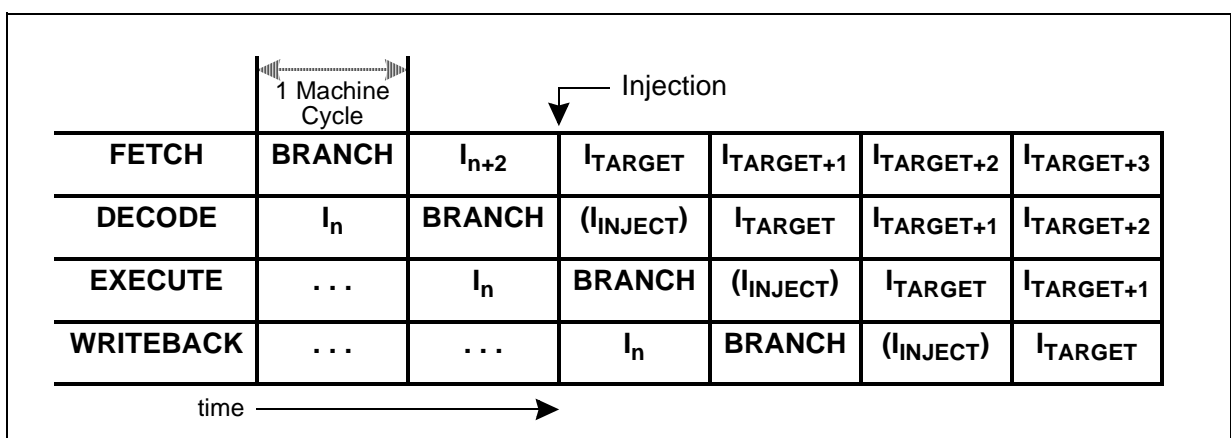 1 Machine
Cycle
Injection
FETCH BRANCH In+2 ITARGET ITARGET+1 ITARGET+2 ITARGET+3
DECODE In BRANCH (IINJECT) ITARGET ITARGET+1 ITARGET+2
EXECUTE . . . In BRANCH (IINJECT) ITARGET ITARGET+1
WRITEBACK . . . . . . In BRANCH (IINJECT) ITARGET
time